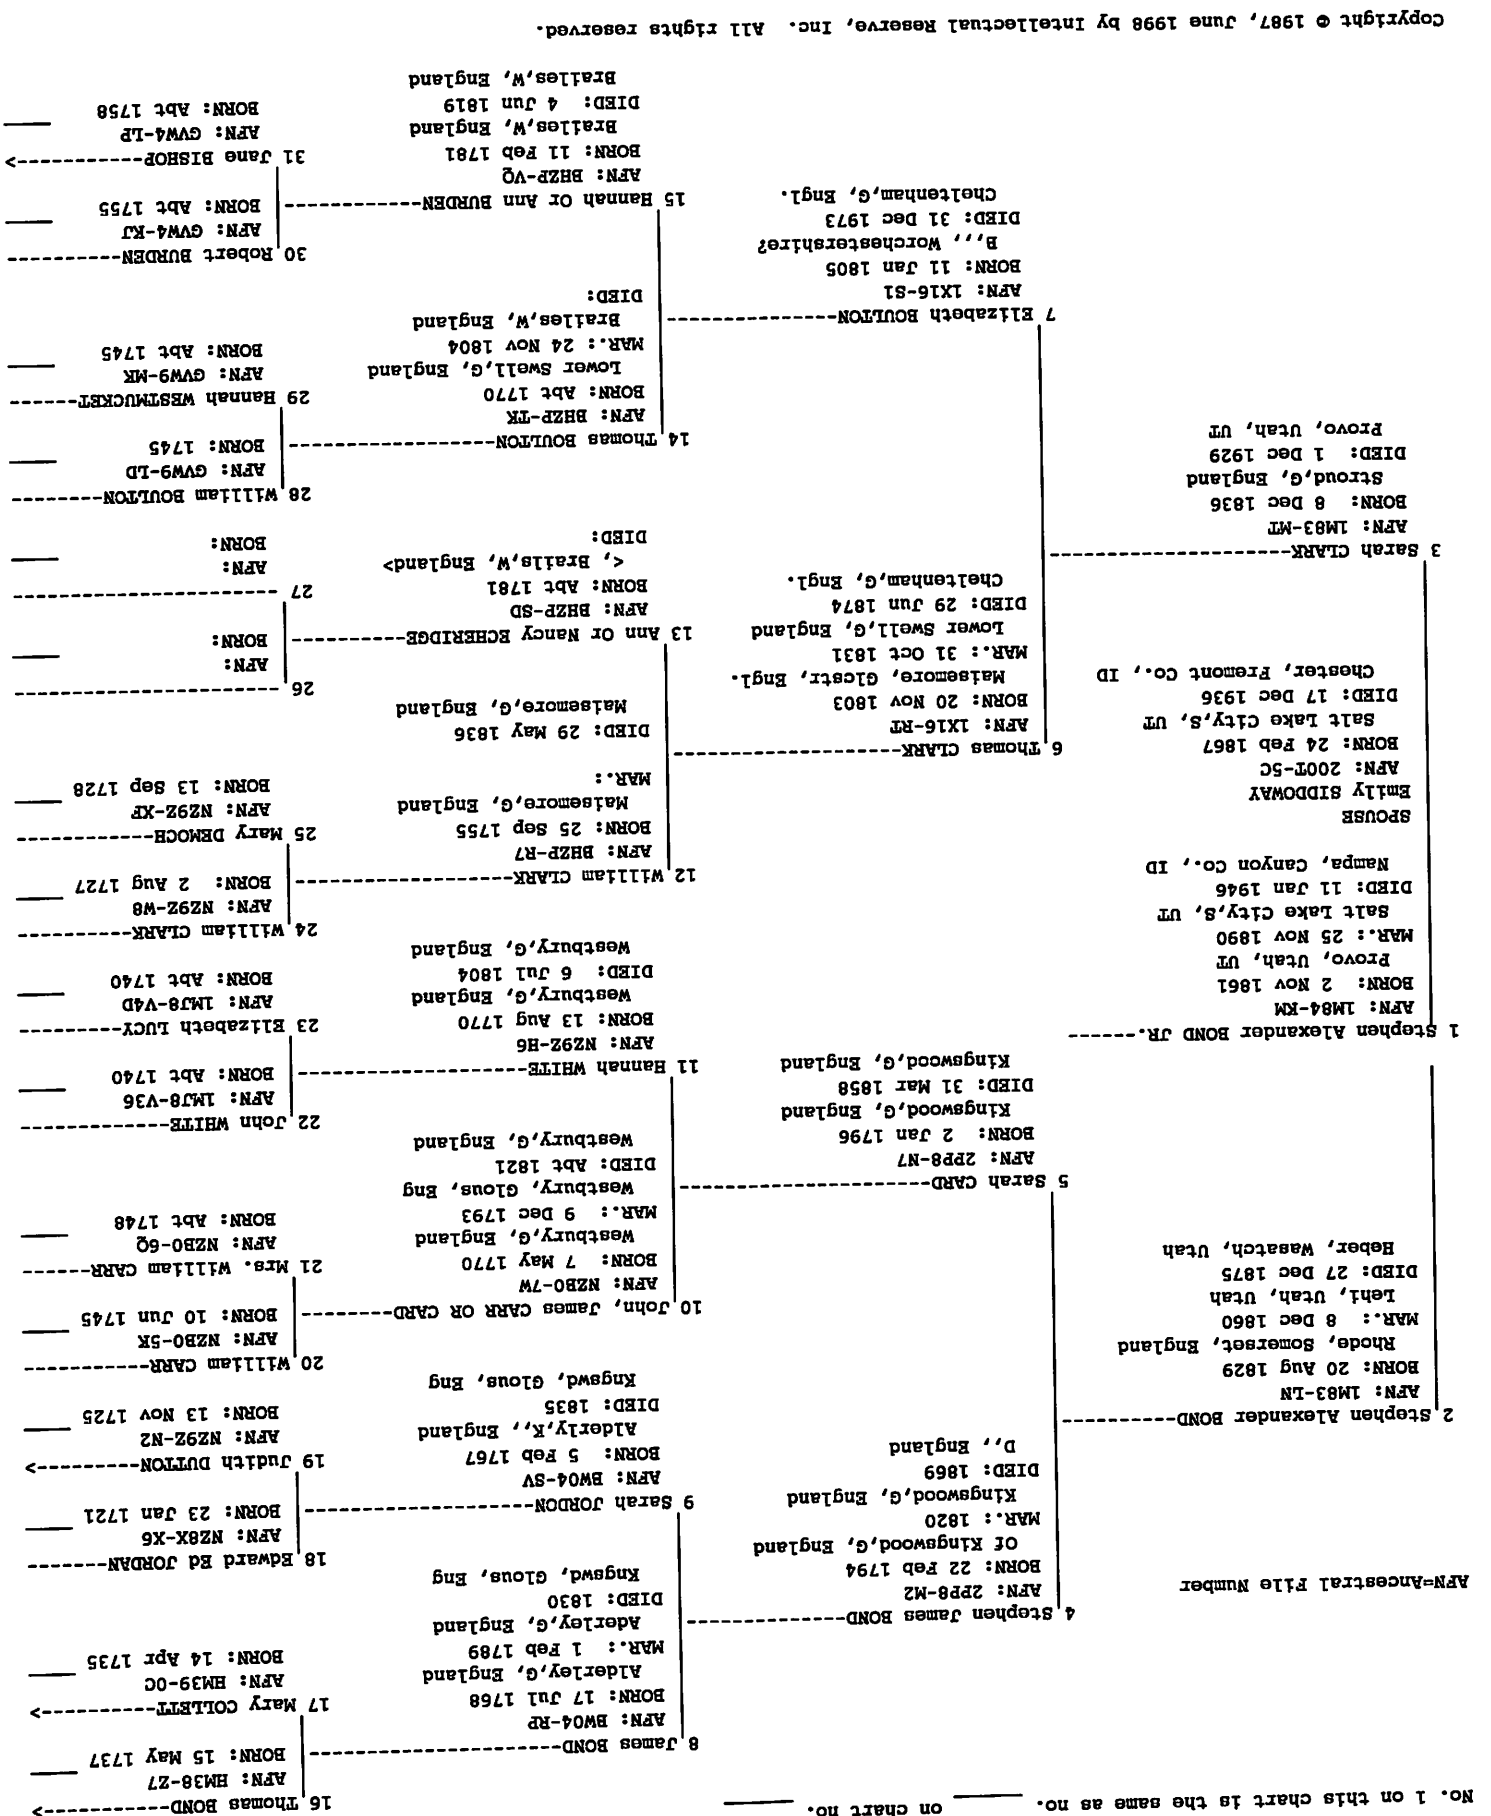 No. 1 on this chart is the same as no. _____ on chart no. _____
16 Thomas BOND----------->
AFN: HM38-Z7
BORN: 15 May 1737
8 James BOND
AFN: BW04-RP
BORN: 17 Jul 1768
Alderley,G, England
MAR.: 1 Feb 1789
Aderley,G, England
DIED: 1830
Kngswd, Glous, Eng
17 Mary COLLETT----------->
AFN: HM39-0C
BORN: 14 Apr 1735
4 Stephen James BOND
AFN: 2PP8-M2
BORN: 22 Feb 1794
Of Kingswood,G, England
MAR.: 1820
Kingswood,G, England
DIED: 1869
D,, England
AFN=Ancestral File Number
18 Edward Ed JORDAN
AFN: NZ8X-X6
BORN: 23 Jan 1721
9 Sarah JORDON
AFN: BW04-SV
BORN: 5 Feb 1767
Alderly,K,, England
DIED: 1835
Kngswd, Glous, Eng
19 Judith DUTTON--------->
AFN: NZ9Z-N2
BORN: 13 Nov 1725
2 Stephen Alexander BOND
AFN: 1M83-LN
BORN: 20 Aug 1829
Rhode, Somerset, England
MAR.: 8 Dec 1860
Lehi, Utah, Utah
DIED: 27 Dec 1875
Heber, Wasatch, Utah
20 William CARR
AFN: NZB0-5K
BORN: 10 Jun 1745
10 John, James CARR OR CARD
AFN: NZB0-7W
BORN: 7 May 1770
Westbury,G, England
MAR.: 9 Dec 1793
Westbury, Glous, Eng
DIED: Abt 1821
Westbury,G, England
21 Mrs. William CARR
AFN: NZB0-6Q
BORN: Abt 1748
5 Sarah CARD
AFN: 2PP8-N7
BORN: 2 Jan 1796
Kingswood,G, England
DIED: 31 Mar 1858
Kingswood,G, England
22 John WHITE
AFN: 1MJ8-V36
BORN: Abt 1740
11 Hannah WHITE
AFN: NZ9Z-H6
BORN: 13 Aug 1770
Westbury,G, England
DIED: 6 Jul 1804
Westbury,G, England
23 Elizabeth LUCY
AFN: 1MJ8-V4D
BORN: Abt 1740
1 Stephen Alexander BOND JR.
AFN: 1M84-KM
BORN: 2 Nov 1861
Provo, Utah, UT
MAR.: 25 Nov 1890
Salt Lake City,S, UT
DIED: 11 Jan 1946
Nampa, Canyon Co., ID
SPOUSE
Emily SIDDOWAY
AFN: 200T-5C
BORN: 24 Feb 1867
Salt Lake City,S, UT
DIED: 17 Dec 1936
Chester, Fremont Co., ID
24 William CLARK
AFN: NZ9Z-W8
BORN: 2 Aug 1727
12 William CLARK
AFN: BHZP-R7
BORN: 25 Sep 1755
Maisemore,G, England
MAR.:
DIED: 29 May 1836
Maisemore,G, England
25 Mary DEMOCH
AFN: NZ9Z-XF
BORN: 13 Sep 1728
6 Thomas CLARK
AFN: 1X16-RT
BORN: 20 Nov 1803
Maisemore, Glcstr, Engl.
MAR.: 31 Oct 1831
Lower Swell,G, England
DIED: 29 Jun 1874
Cheltenham,G, Engl.
26
AFN:
BORN:
13 Ann Or Nancy ECHERIDGE
AFN: BHZP-SD
BORN: Abt 1781
<, Brails,W, England>
DIED:
27
AFN:
BORN:
3 Sarah CLARK
AFN: 1M83-MT
BORN: 8 Dec 1836
Stroud,G, England
DIED: 1 Dec 1929
Provo, Utah, UT
28 William BOULTON
AFN: GVW9-LD
BORN: 1745
14 Thomas BOULTON
AFN: BHZP-TK
BORN: Abt 1770
Lower Swell,G, England
MAR.: 24 Nov 1804
Brailes,W, England
DIED:
29 Hannah WESTMUCKET
AFN: GVW9-MR
BORN: Abt 1745
7 Elizabeth BOULTON
AFN: 1X16-S1
BORN: 11 Jan 1805
B,,, Worchestershire?
DIED: 31 Dec 1973
Cheltenham,G, Engl.
30 Robert BURDEN
AFN: GVW4-KJ
BORN: Abt 1755
15 Hannah Or Ann BURDEN
AFN: BHZP-VQ
BORN: 11 Feb 1781
Brailes,W, England
DIED: 4 Jun 1819
Brailes,W, England
31 Jane BISHOP------------>
AFN: GVW4-LP
BORN: Abt 1758
Copyright © 1987, June 1998 by Intellectual Reserve, Inc. All rights reserved.